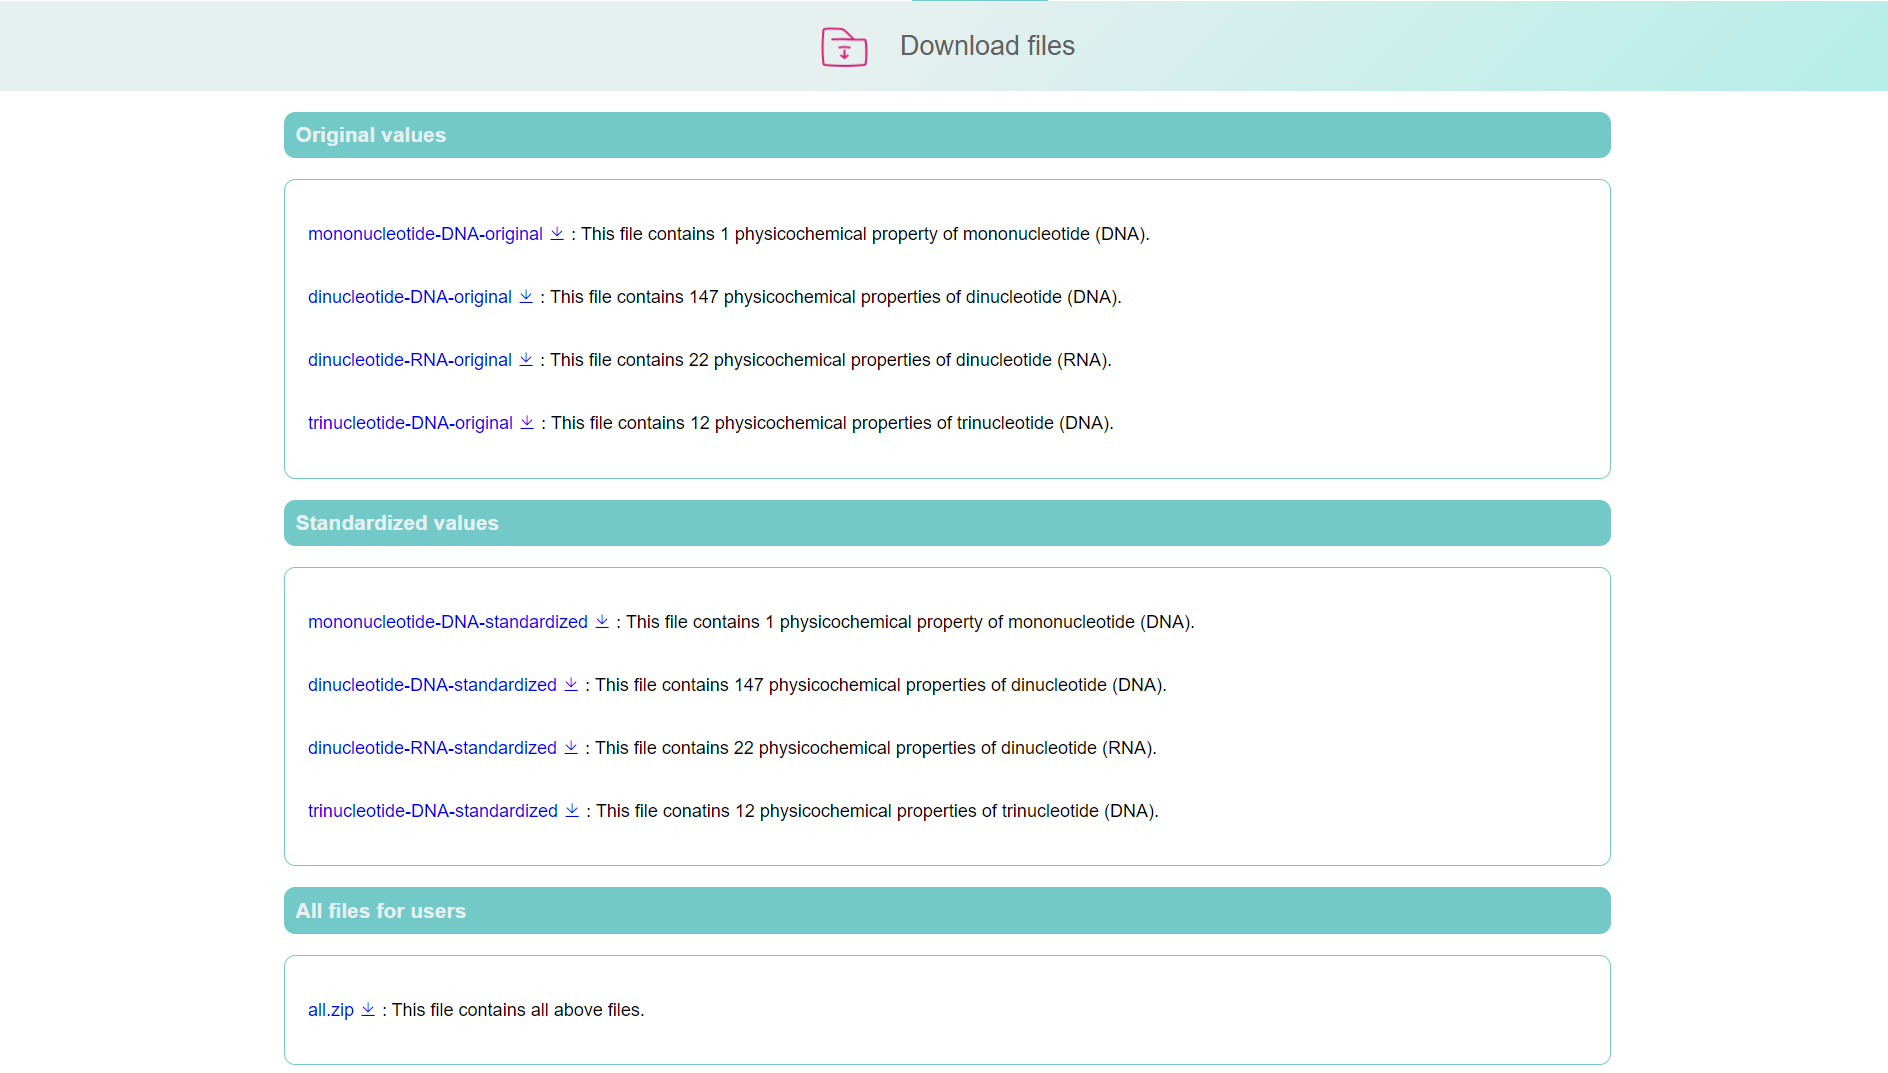 Download files
Original values
mononucleotide-DNA-original : This file contains 1 physicochemical property of mononucleotide (DNA).
dinucleotide-DNA-original : This file contains 147 physicochemical properties of dinucleotide (DNA).
dinucleotide-RNA-original : This file contains 22 physicochemical properties of dinucleotide (RNA).
trinucleotide-DNA-original : This file contains 12 physicochemical properties of trinucleotide (DNA).
Standardized values
mononucleotide-DNA-standardized : This file contains 1 physicochemical property of mononucleotide (DNA).
dinucleotide-DNA-standardized : This file contains 147 physicochemical properties of dinucleotide (DNA).
dinucleotide-RNA-standardized : This file contains 22 physicochemical properties of dinucleotide (RNA).
trinucleotide-DNA-standardized : This file conatins 12 physicochemical properties of trinucleotide (DNA).
All files for users
all.zip : This file contains all above files.